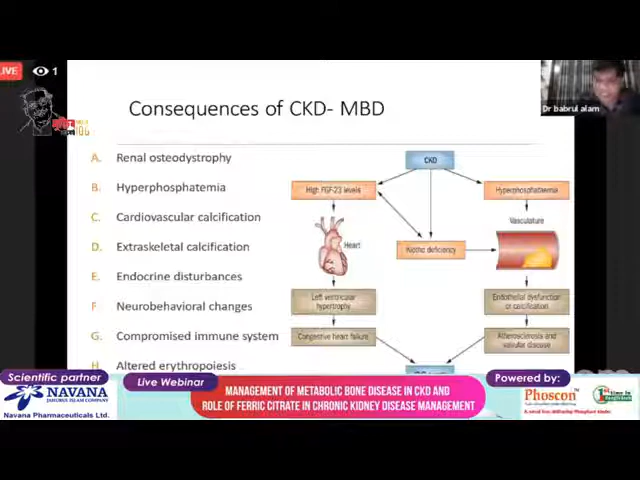 LIVE
1
Dr babrul alam
Consequences of CKD- MBD
A. Renal osteodystrophy
B. Hyperphosphatemia
C. Cardiovascular calcification
D. Extraskeletal calcification
E. Endocrine disturbances
F. Neurobehavioral changes
G. Compromised immune system
H. Altered erythropoiesis
CKD
High FGF-23 levels
Hyperphosphataemia
Vasculature
Heart
Klotho deficiency
Left ventricular
hypertrophy
Endothelial dysfunction
or calcification
Congestive heart failure
Atherosclerosis and
valvular disease
Scientific partner
NAVANA
Navana Pharmaceuticals Ltd.
Live Webinar
MANAGEMENT OF METABOLIC BONE DISEASE IN CKD AND
ROLE OF FERRIC CITRATE IN CHRONIC KIDNEY DISEASE MANAGEMENT
Powered by:
Phoscon